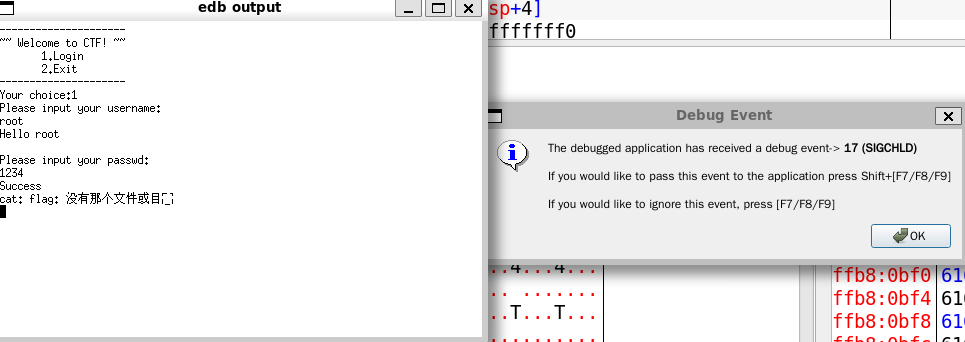 edb output
---------------------
~~ Welcome to CTF! ~~
1.Login
2.Exit
---------------------
Your choice:1
Please input your username:
root
Hello root
Please input your passwd:
1234
Success
cat: flag: 没有那个文件或目
sp+4]
fffffff0
Debug Event
The debugged application has received a debug event-> 17 (SIGCHLD)
If you would like to pass this event to the application press Shift+[F7/F8/F9]
If you would like to ignore this event, press [F7/F8/F9]
OK
..4...4...
.. .......
..T...T...
ffb8:0bf0 61
ffb8:0bf4 61
ffb8:0bf8 61